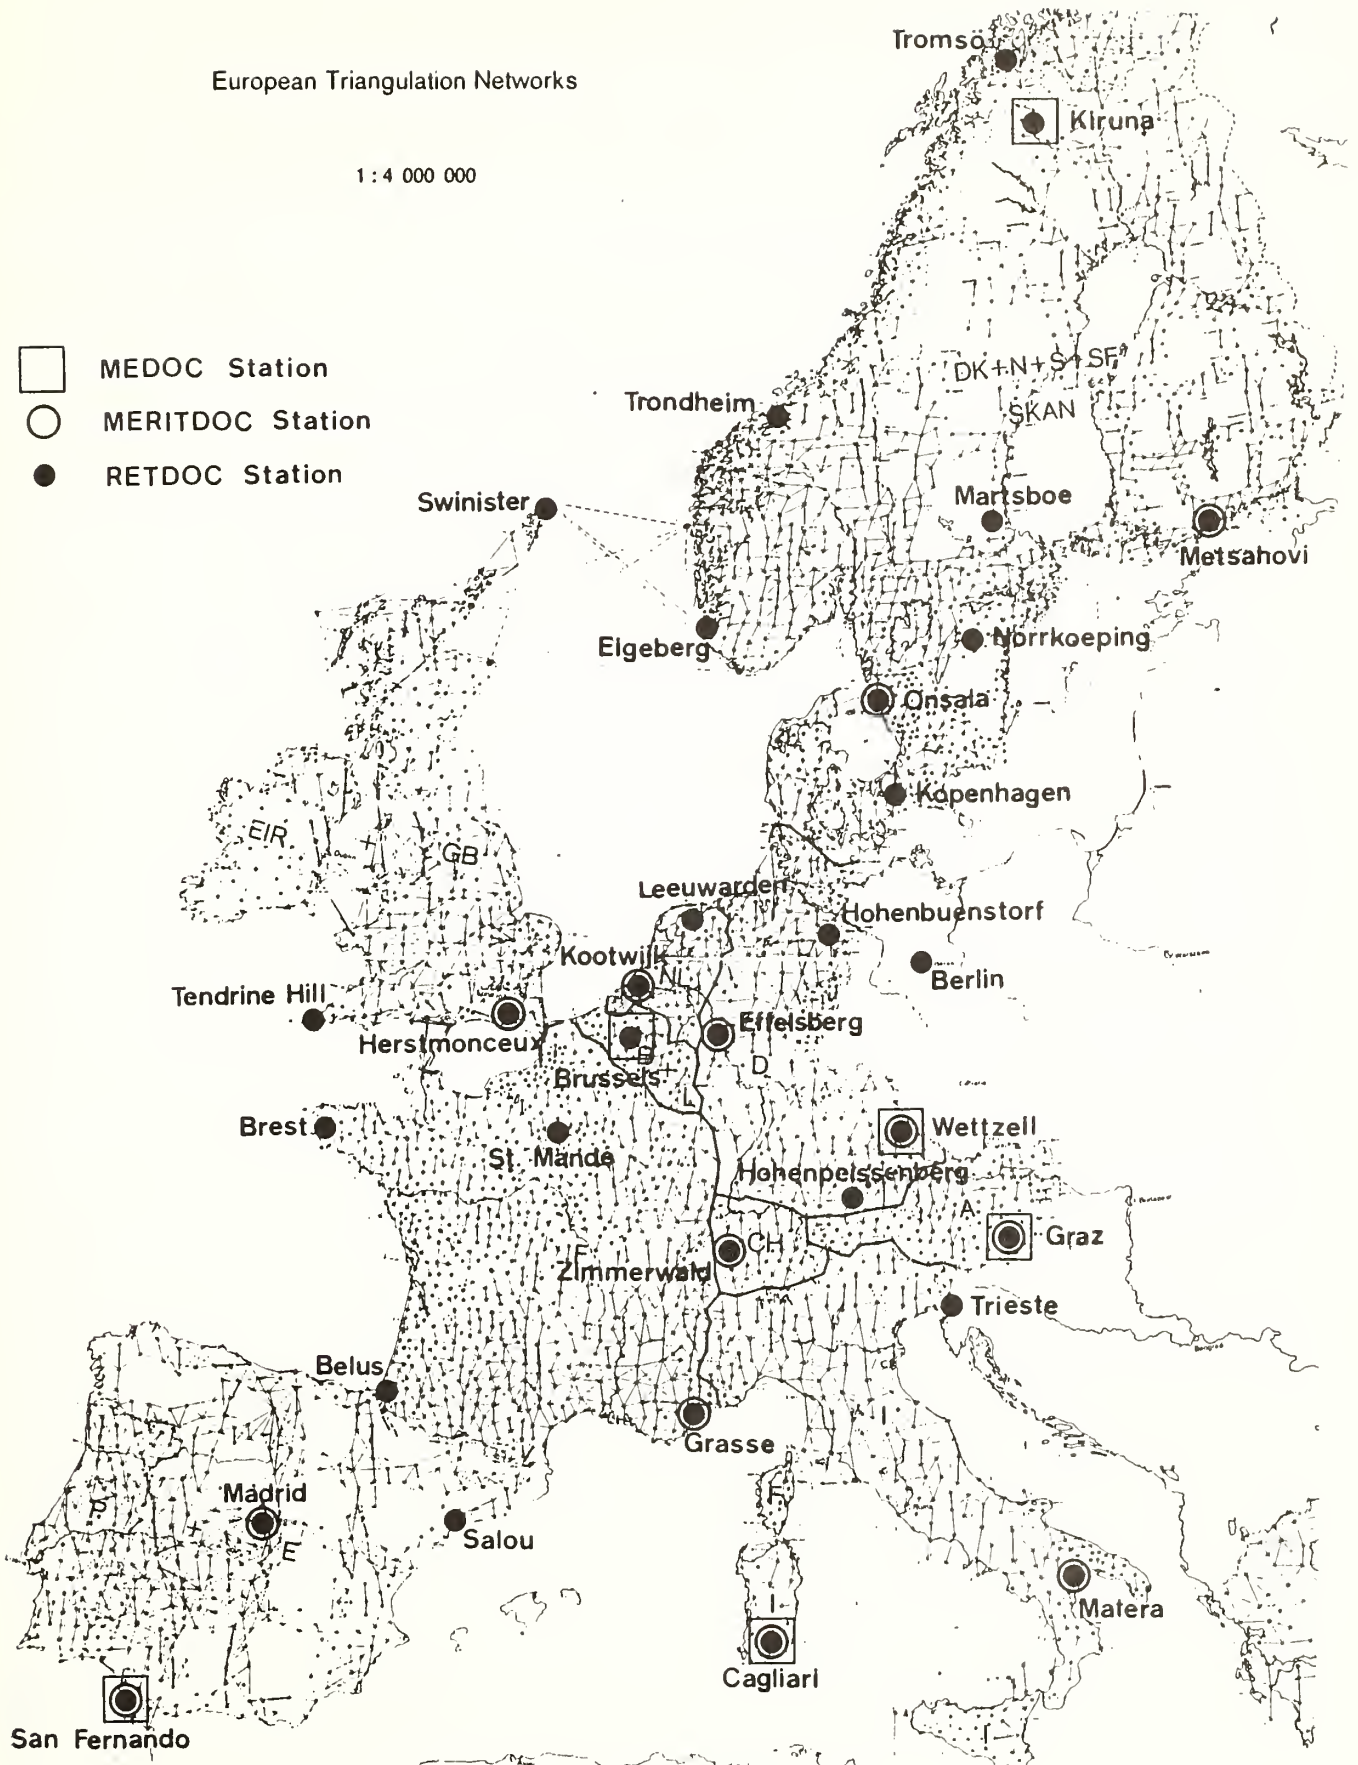 Tromsö
European Triangulation Networks
Kiruna
1 : 4 000 000
MEDOC Station
DK+N+S+SF
Trondheim
SKAN
MERITDOC Station
RETDOC Station
Swinister
Martsboe
Metsahovi
Elgeberg
Norrkoeping
Onsala
Kopenhagen
EIR
+
GB
Leeuwarden
Hohenbuenstorf
Kootwijk
NL
Berlin
Tendrine Hill
Effelsberg
Herstmonceux
B
D
Brussels
+
L
Brest
Wettzell
St. Mande
Hohenpeissenberg
A
Graz
CH
F
Zimmerwald
Trieste
Belus
I
Grasse
Madrid
F
P
+
E
Salou
Matera
I
Cagliari
San Fernando
I